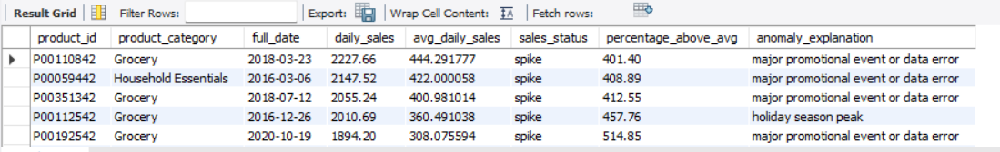 Result Grid Filter Rows: Export: Wrap Cell Content: IA Fetch rows:
product_id product_category full_date daily_sales avg_daily_sales sales_status percentage_above_avg anomaly_explanation
P00110842 Grocery 2018-03-23 2227.66 444.291777 spike 401.40 major promotional event or data error
P00059442 Household Essentials 2016-03-06 2147.52 422.000058 spike 408.89 major promotional event or data error
P00351342 Grocery 2018-07-12 2055.24 400.981014 spike 412.55 major promotional event or data error
P00112542 Grocery 2016-12-26 2010.69 360.491038 spike 457.76 holiday season peak
P00192542 Grocery 2020-10-19 1894.20 308.075594 spike 514.85 major promotional event or data error